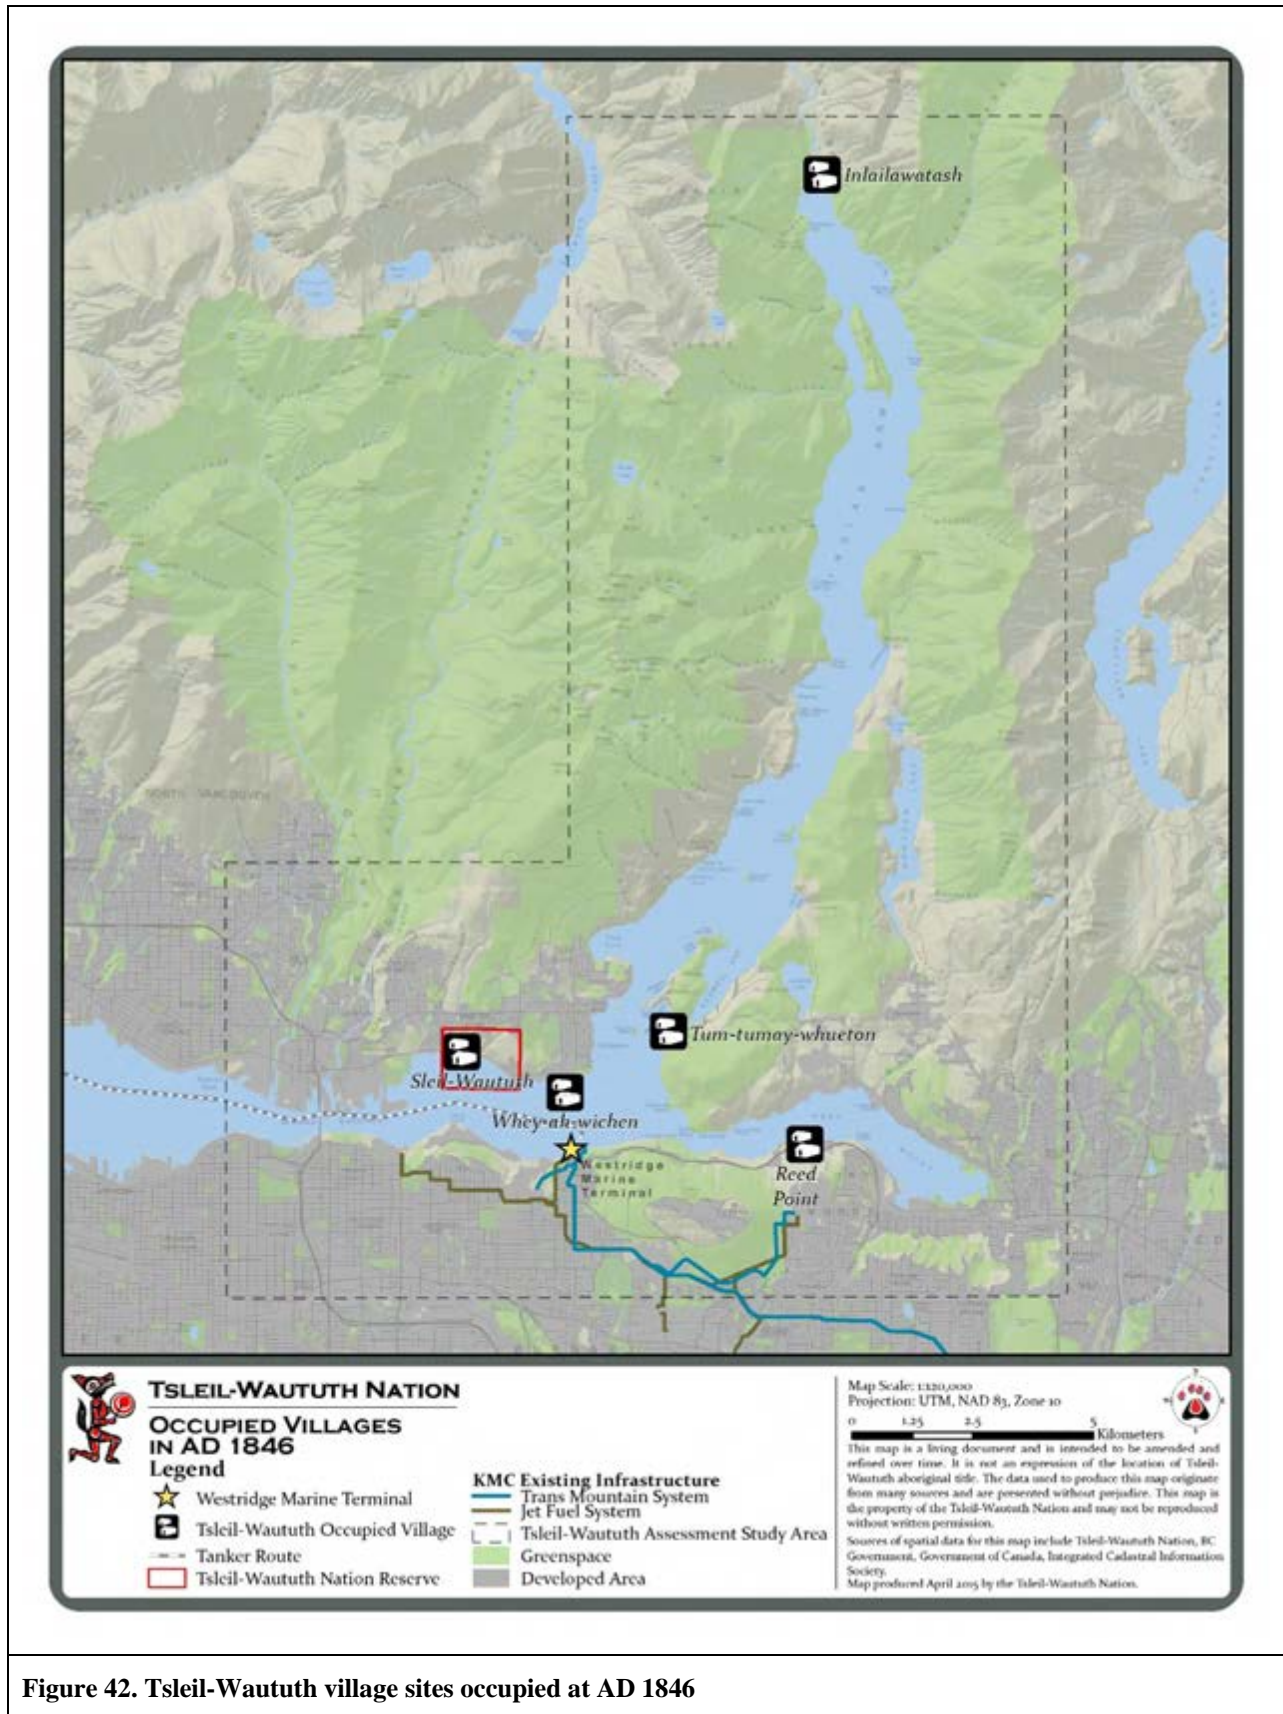 Inlailawatash
NORTH VANCOUVER
Tum-tumay-whueton
Sleil-Waututh
Whey-ah-wichen
Westridge
Marine
Terminal
Reed
Point
TSLEIL-WAUTUTH NATION
OCCUPIED VILLAGES
IN AD 1846
Legend
Westridge Marine Terminal
Tsleil-Waututh Occupied Village
Tanker Route
Tsleil-Waututh Nation Reserve
KMC Existing Infrastructure
Trans Mountain System
Jet Fuel System
Tsleil-Waututh Assessment Study Area
Greenspace
Developed Area
Map Scale: 1:120,000
Projection: UTM, NAD 83, Zone 10
0 1.25 2.5 5
Kilometers
This map is a living document and is intended to be amended and
refined over time. It is not an expression of the location of Tsleil-
Waututh aboriginal title. The data used to produce this map originate
from many sources and are presented without prejudice. This map is
the property of the Tsleil-Waututh Nation and may not be reproduced
without written permission.
Sources of spatial data for this map include Tsleil-Waututh Nation, BC
Government, Government of Canada, Integrated Cadastral Information
Society.
Map produced April 2015 by the Tsleil-Waututh Nation.
Figure 42. Tsleil-Waututh village sites occupied at AD 1846